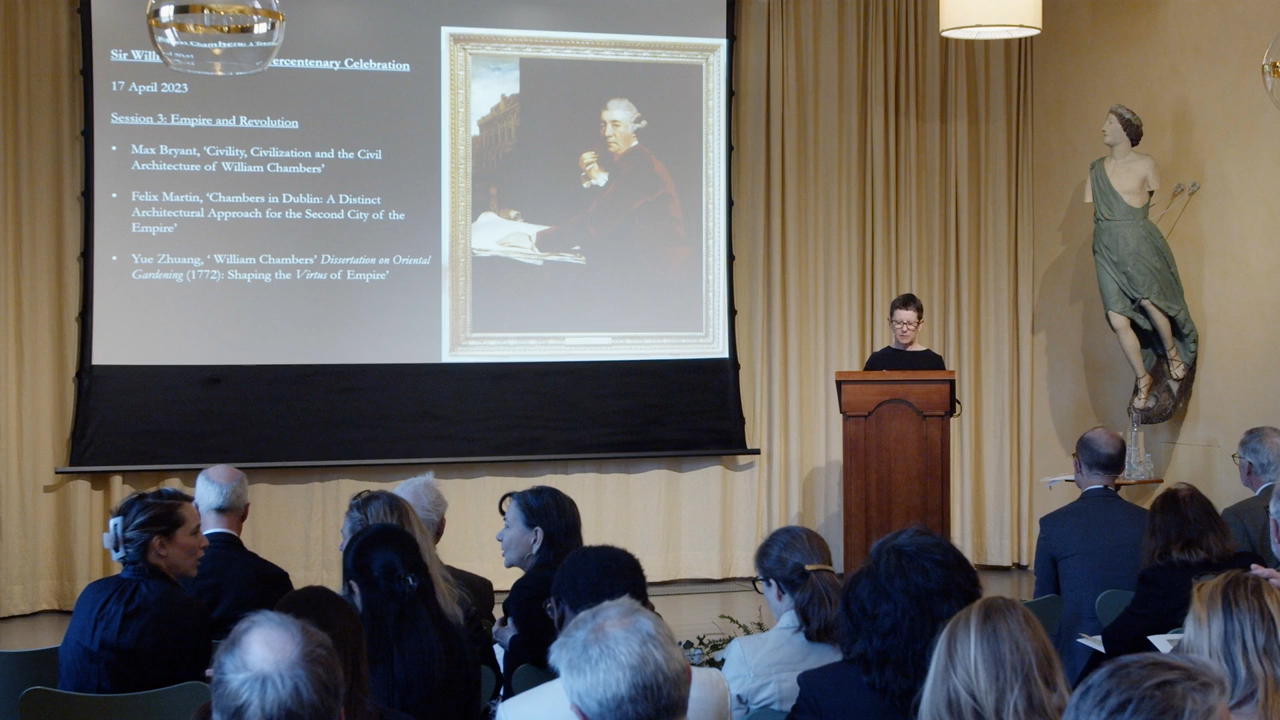 Sir Will ercentenary Celebration
17 April 2023
Session 3: Empire and Revolution
• Max Bryant, ‘Civility, Civilization and the Civil
Architecture of William Chambers’
• Felix Martin, ‘Chambers in Dublin: A Distinct
Architectural Approach for the Second City of the
Empire’
• Yue Zhuang, ‘ William Chambers’ Dissertation on Oriental
Gardening (1772): Shaping the Virtus of Empire’